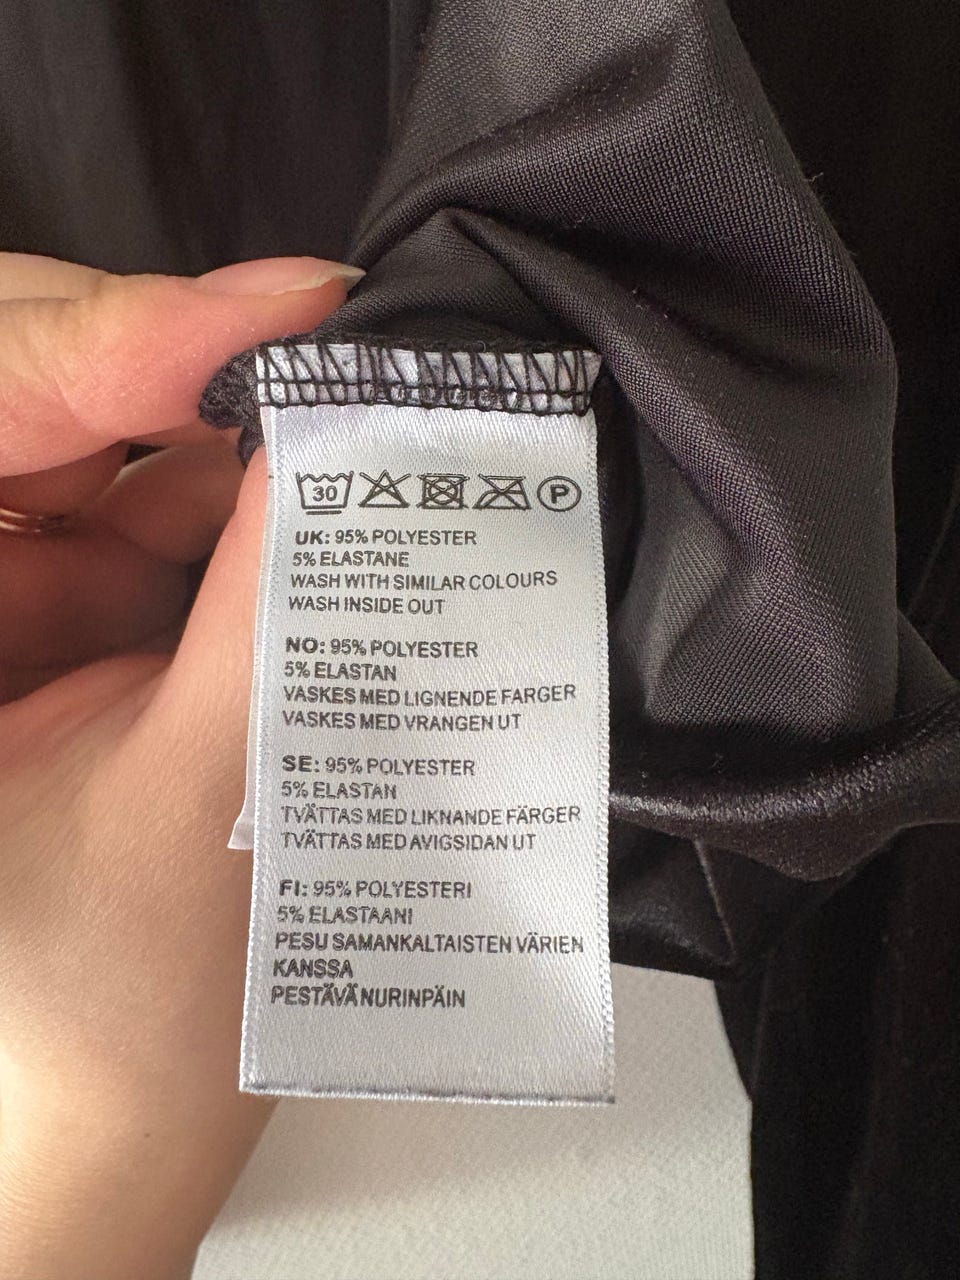 30 P
UK: 95% POLYESTER
5% ELASTANE
WASH WITH SIMILAR COLOURS
WASH INSIDE OUT
NO: 95% POLYESTER
5% ELASTAN
VASKES MED LIGNENDE FARGER
VASKES MED VRANGEN UT
SE: 95% POLYESTER
5% ELASTAN
TVÄTTAS MED LIKNANDE FÄRGER
TVÄTTAS MED AVIGSIDAN UT
FI: 95% POLYESTERI
5% ELASTAANI
PESU SAMANKALTAISTEN VÄRIEN
KANSSA
PESTÄVÄ NURINPÄIN